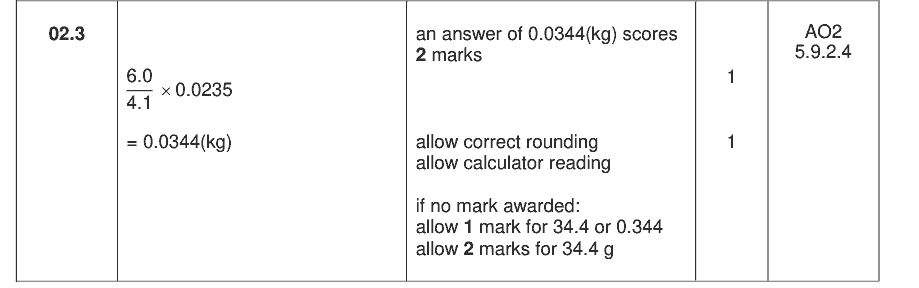 02.3
an answer of 0.0344(kg) scores
2 marks
AO2
5.9.2.4
6.0
4.1
× 0.0235
1
= 0.0344(kg)
allow correct rounding
allow calculator reading
1
if no mark awarded:
allow 1 mark for 34.4 or 0.344
allow 2 marks for 34.4 g